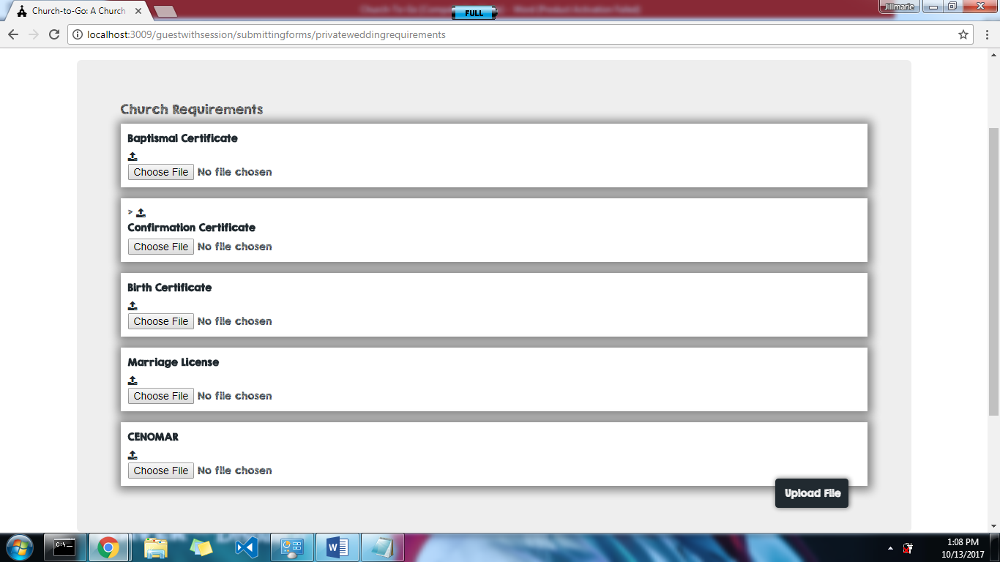 Church-to-Go: A Church
FULL
Jillmarie
localhost:3009/guestwithsession/submittingforms/privateweddingrequirements
Church Requirements
Baptismal Certificate
Choose File No file chosen
>
Confirmation Certificate
Choose File No file chosen
Birth Certificate
Choose File No file chosen
Marriage License
Choose File No file chosen
CENOMAR
Choose File No file chosen
Upload File
C:\
1:08 PM
10/13/2017